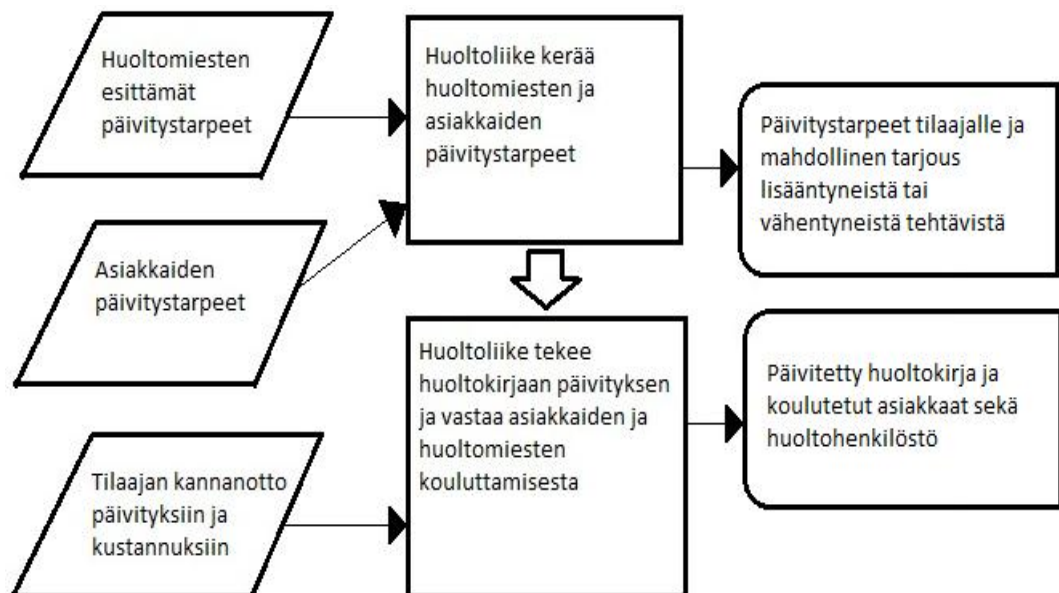 Huoltomiesten
esittämät
päivitystarpeet
Huoltoliike kerää
huoltomiesten ja
asiakkaiden
päivitystarpeet
Päivitystarpeet tilaajalle ja
mahdollinen tarjous
lisääntyneistä tai
vähentyneistä tehtävistä
Asiakkaiden
päivitystarpeet
Huoltoliike tekee
huoltokirjaan päivityksen
ja vastaa asiakkaiden ja
huoltomiesten
kouluttamisesta
Päivitetty huoltokirja ja
koulutetut asiakkaat sekä
huoltohenkilöstö
Tilaajan kannanotto
päivityksiin ja
kustannuksiin